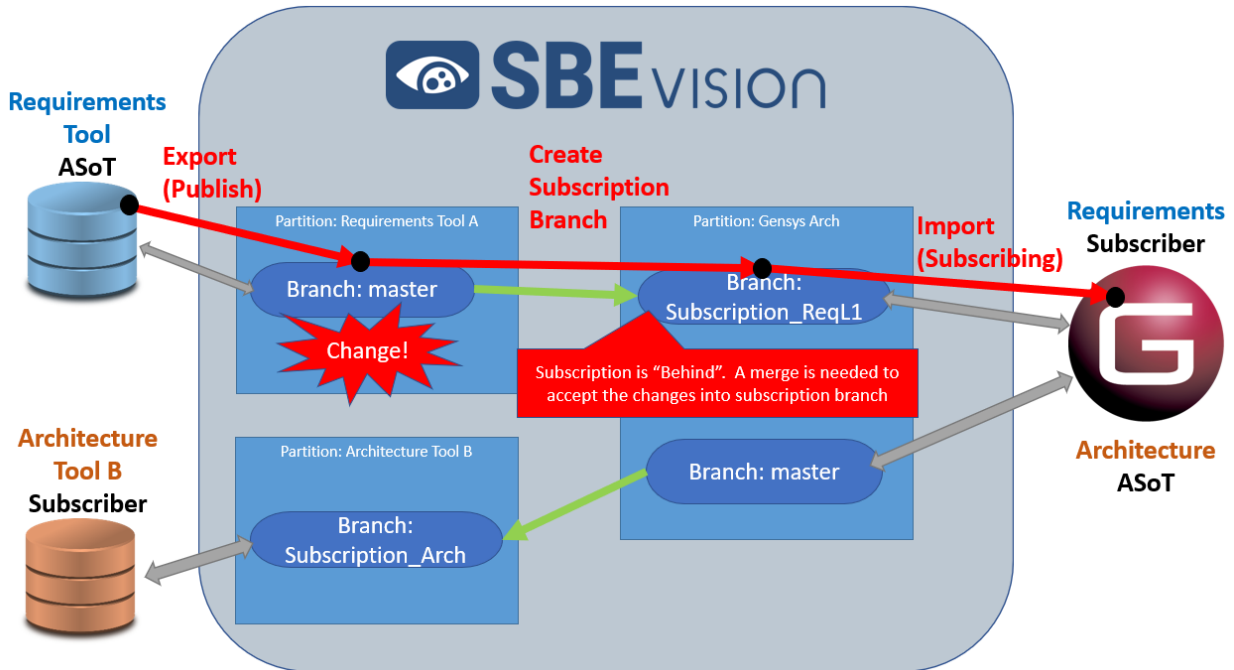 SBE VISION
Requirements
Tool
ASoT
Export
(Publish)
Create
Subscription
Branch
Import
(Subscribing)
Requirements
Subscriber
Partition: Requirements Tool A
Branch: master
Change!
Partition: Gensys Arch
Branch:
Subscription_ReqL1
Subscription is “Behind”. A merge is needed to
accept the changes into subscription branch
Branch: master
G
Architecture
ASoT
Architecture
Tool B
Subscriber
Partition: Architecture Tool B
Branch:
Subscription_Arch